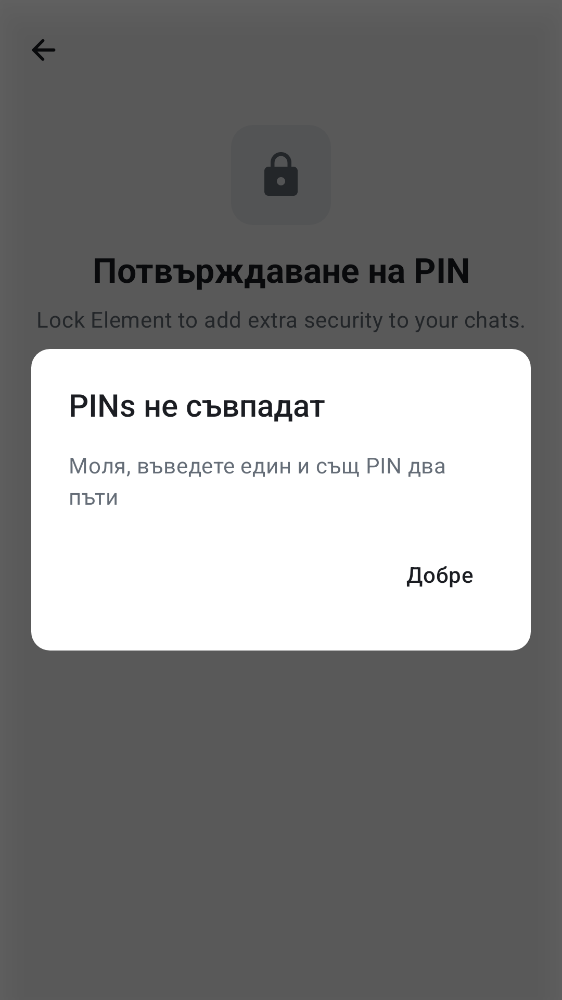 Потвърждаване на PIN
Lock Element to add extra security to your chats.
PINs не съвпадат
Моля, въведете един и същ PIN два
пъти
Добре